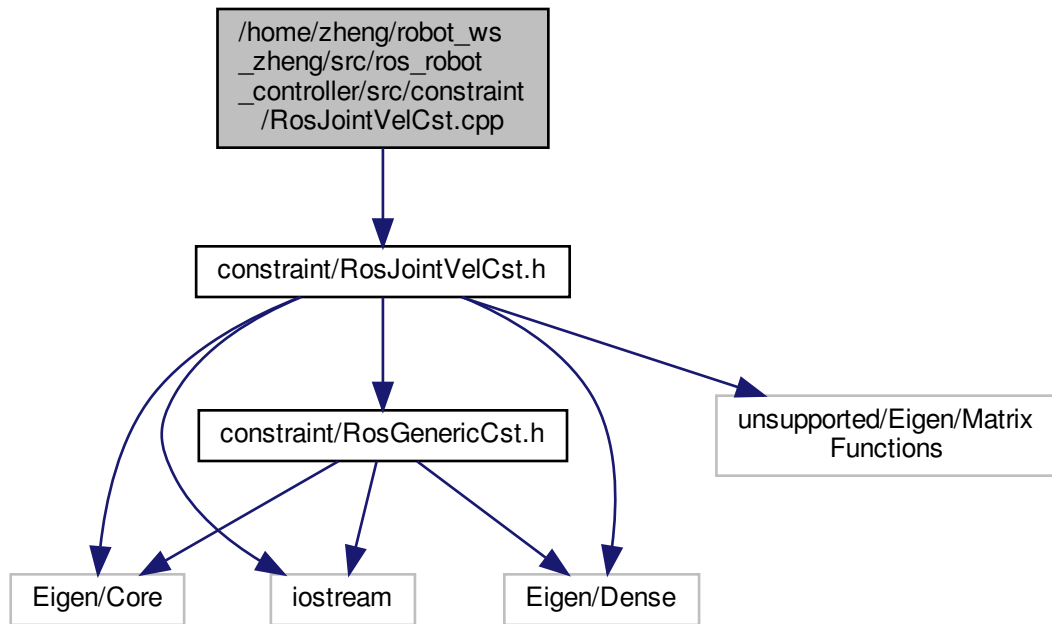 /home/zheng/robot_ws
_zheng/src/ros_robot
_controller/src/constraint
/RosJointVelCst.cpp
constraint/RosJointVelCst.h
constraint/RosGenericCst.h
unsupported/Eigen/Matrix
Functions
Eigen/Core
iostream
Eigen/Dense